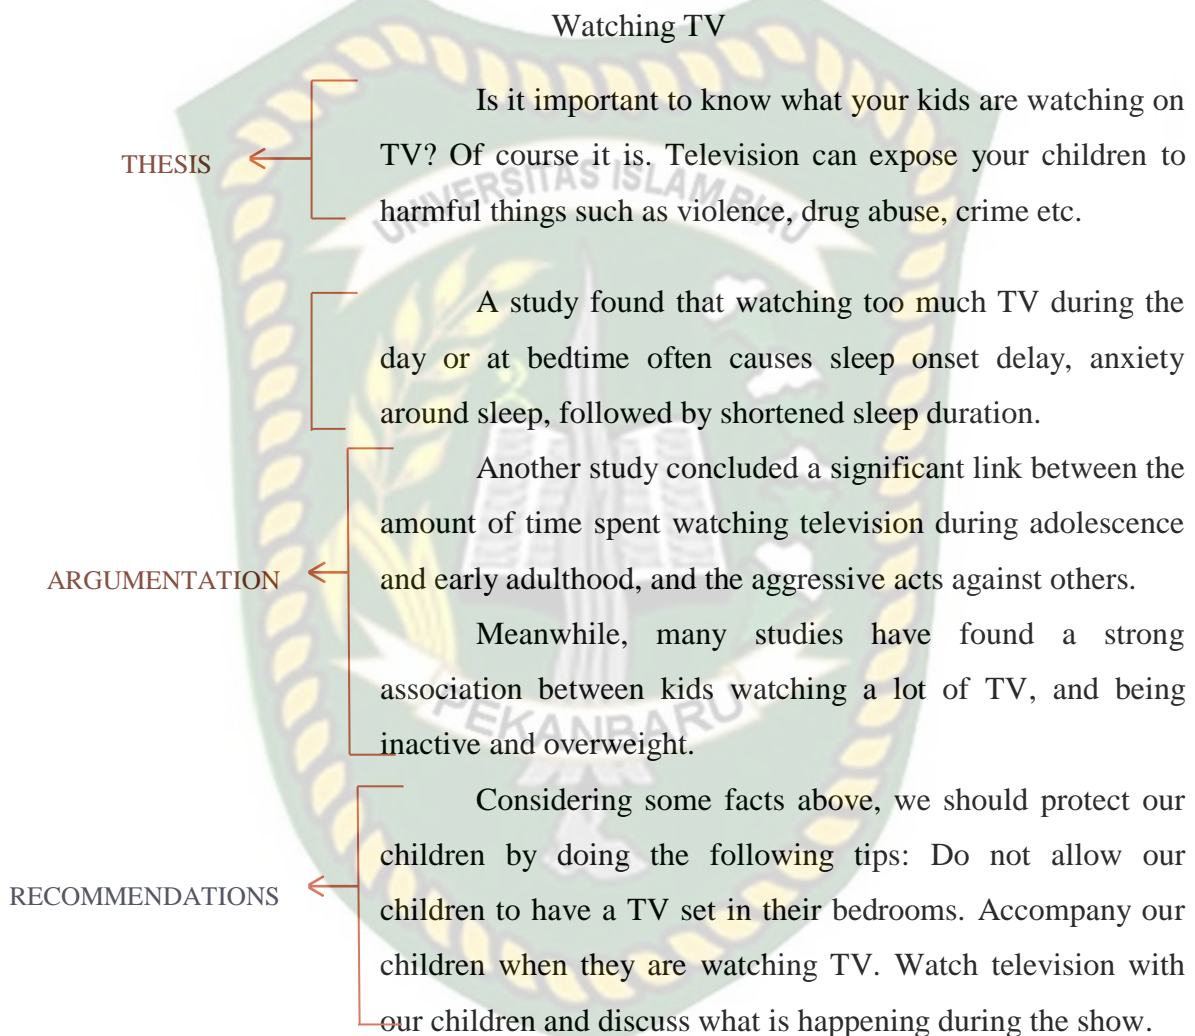 Watching TV
Is it important to know what your kids are watching on
THESIS
TV? Of course it is. Television can expose your children to
harmful things such as violence, drug abuse, crime etc.
UNIVERSITAS ISLAM RIAU
A study found that watching too much TV during the
day or at bedtime often causes sleep onset delay, anxiety
around sleep, followed by shortened sleep duration.
Another study concluded a significant link between the
amount of time spent watching television during adolescence
ARGUMENTATION
and early adulthood, and the aggressive acts against others.
Meanwhile, many studies have found a strong
association between kids watching a lot of TV, and being
PEKANBARU
inactive and overweight.
Considering some facts above, we should protect our
children by doing the following tips: Do not allow our
RECOMMENDATIONS
children to have a TV set in their bedrooms. Accompany our
children when they are watching TV. Watch television with
our children and discuss what is happening during the show.